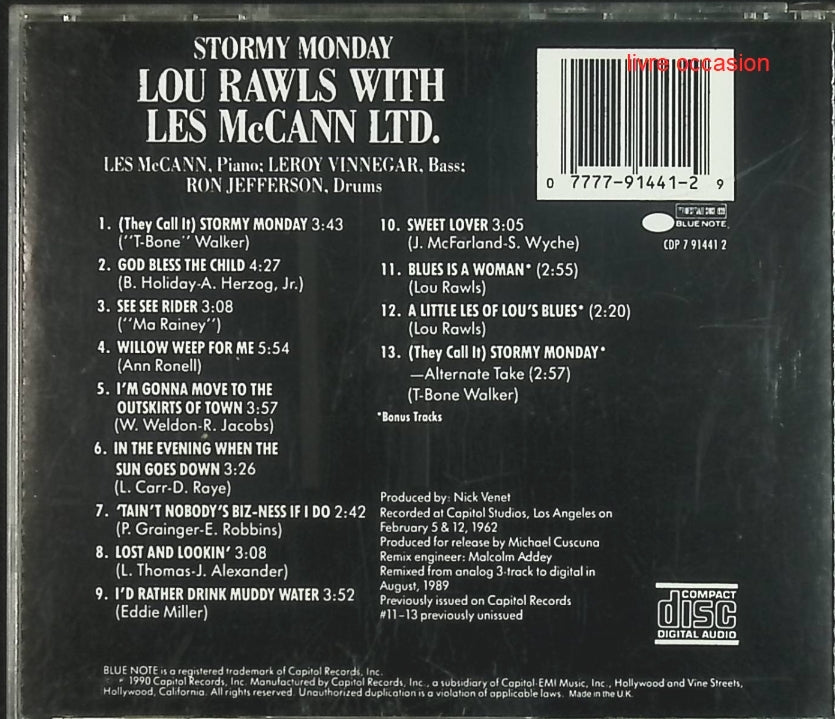 STORMY MONDAY
LOU RAWLS WITH
LES McCANN LTD.
LES McCANN, Piano; LEROY VINNEGAR, Bass;
RON JEFFERSON, Drums
livre occasion
0 7777-91441-2 9
BLUE NOTE
CDP 7 91441 2
1. (They Call It) STORMY MONDAY 3:43
("T-Bone" Walker)
2. GOD BLESS THE CHILD 4:27
(B. Holiday-A. Herzog, Jr.)
3. SEE SEE RIDER 3:08
("Ma Rainey")
4. WILLOW WEEP FOR ME 5:54
(Ann Ronell)
5. I'M GONNA MOVE TO THE
OUTSKIRTS OF TOWN 3:57
(W. Weldon-R. Jacobs)
6. IN THE EVENING WHEN THE
SUN GOES DOWN 3:26
(L. Carr-D. Raye)
7. 'TAIN'T NOBODY'S BIZ-NESS IF I DO 2:42
(P. Grainger-E. Robbins)
8. LOST AND LOOKIN' 3:08
(L. Thomas-J. Alexander)
9. I'D RATHER DRINK MUDDY WATER 3:52
(Eddie Miller)
10. SWEET LOVER 3:05
(J. McFarland-S. Wyche)
11. BLUES IS A WOMAN* (2:55)
(Lou Rawls)
12. A LITTLE LES OF LOU'S BLUES* (2:20)
(Lou Rawls)
13. (They Call It) STORMY MONDAY*
—Alternate Take (2:57)
(T-Bone Walker)
*Bonus Tracks
Produced by: Nick Venet
Recorded at Capitol Studios, Los Angeles on
February 5 & 12, 1962
Produced for release by Michael Cuscuna
Remix engineer: Malcolm Addey
Remixed from analog 3-track to digital in
August, 1989
Previously issued on Capitol Records
#11-13 previously unissued
COMPACT
disc
DIGITAL AUDIO
BLUE NOTE is a registered trademark of Capitol Records, Inc.
1990 Capitol Records, Inc. Manufactured by Capitol Records, Inc., a subsidiary of Capitol-EMI Music, Inc., Hollywood and Vine Streets,
Hollywood, California. All rights reserved. Unauthorized duplication is a violation of applicable laws. Made in the U.K.